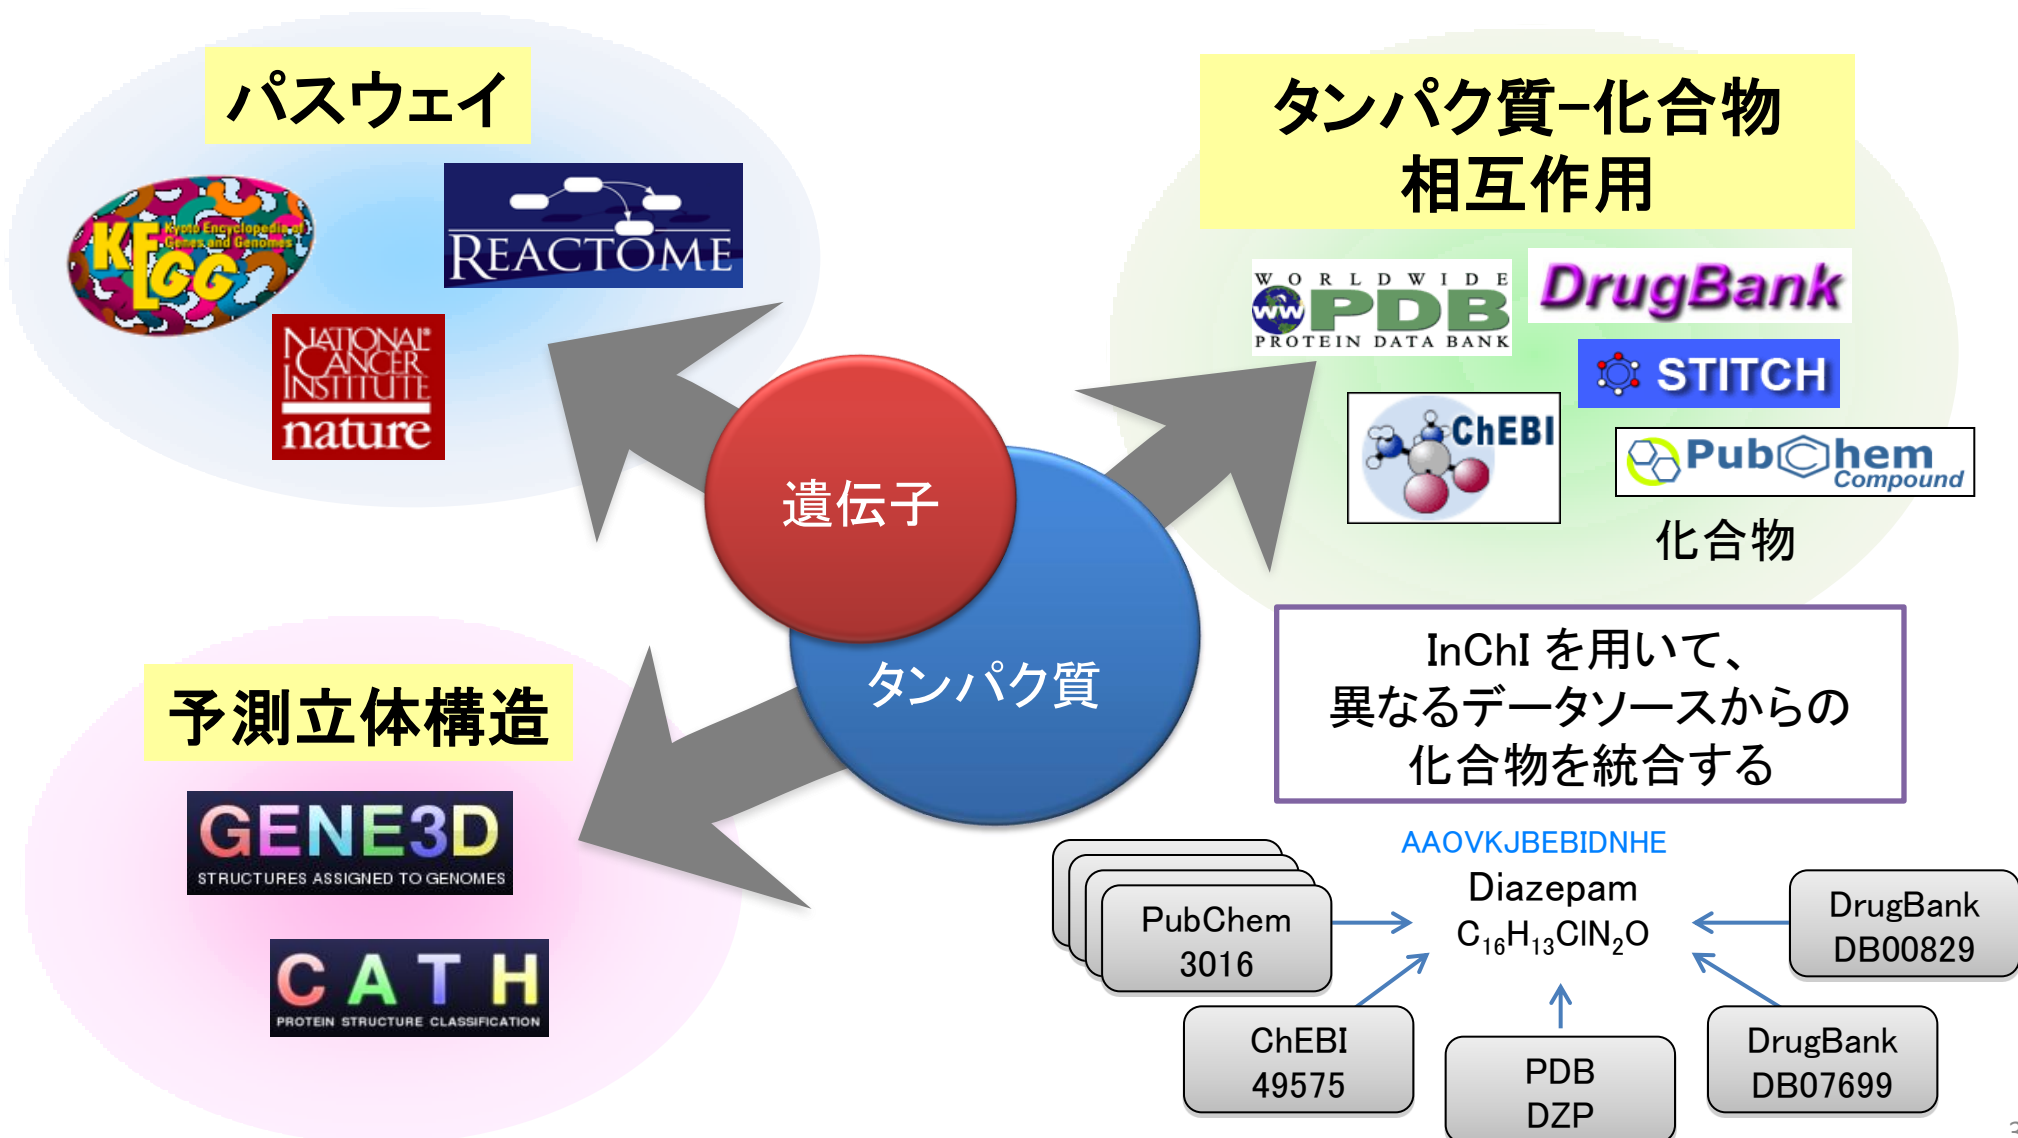 パスウェイ
KEGG
Kyoto Encyclopedia of
Genes and Genomes
REACTOME
NATIONAL
CANCER
INSTITUTE
nature
タンパク質−化合物
相互作用
WORLDWIDE
PDB
PROTEIN DATA BANK
DrugBank
STITCH
ChEBI
PubChem
Compound
化合物
遺伝子
タンパク質
予測立体構造
GENE3D
STRUCTURES ASSIGNED TO GENOMES
CATH
PROTEIN STRUCTURE CLASSIFICATION
InChI を用いて、
異なるデータソースからの
化合物を統合する
AAOVKJBEBIDNHE
Diazepam
C₁₆H₁₃ClN₂O
PubChem
3016
ChEBI
49575
PDB
DZP
DrugBank
DB07699
DrugBank
DB00829